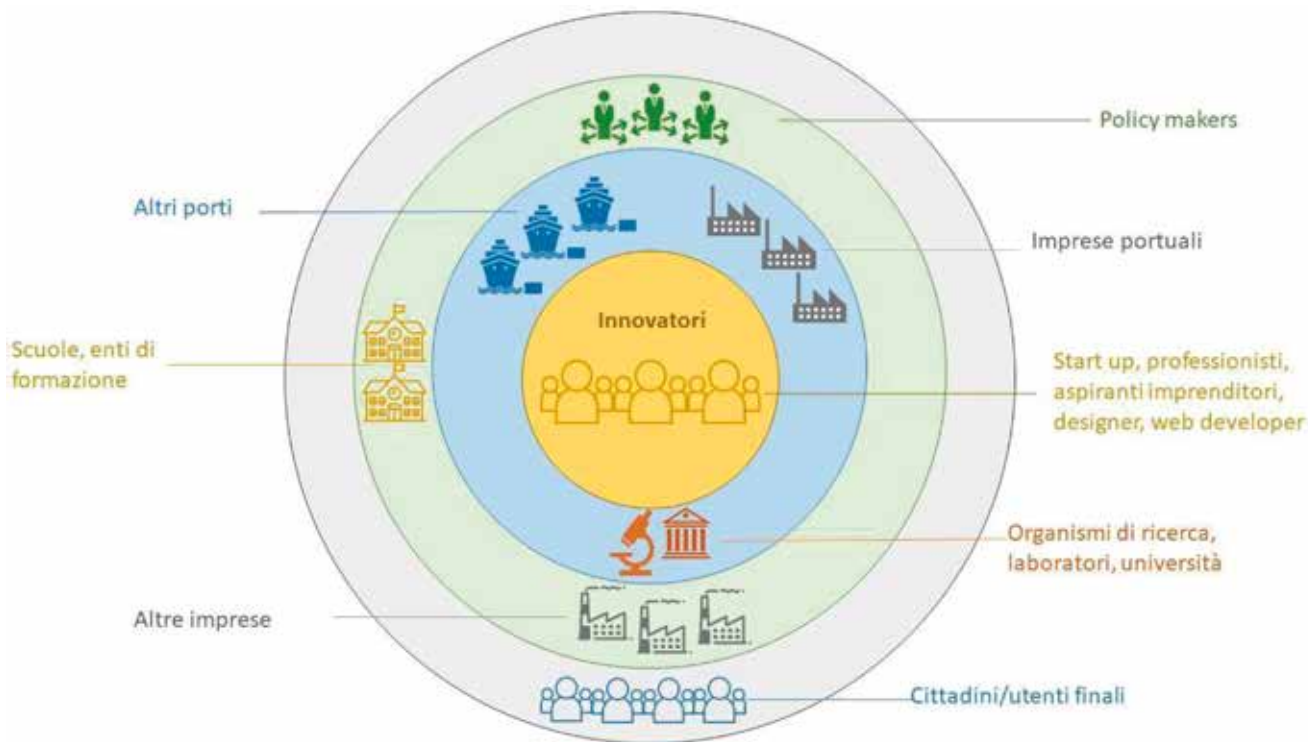 Policy makers
Altri porti
Imprese portuali
Innovatori
Scuole, enti di
formazione
Start up, professionisti,
aspiranti imprenditori,
designer, web developer
Organismi di ricerca,
laboratori, università
Altre imprese
Cittadini/utenti finali